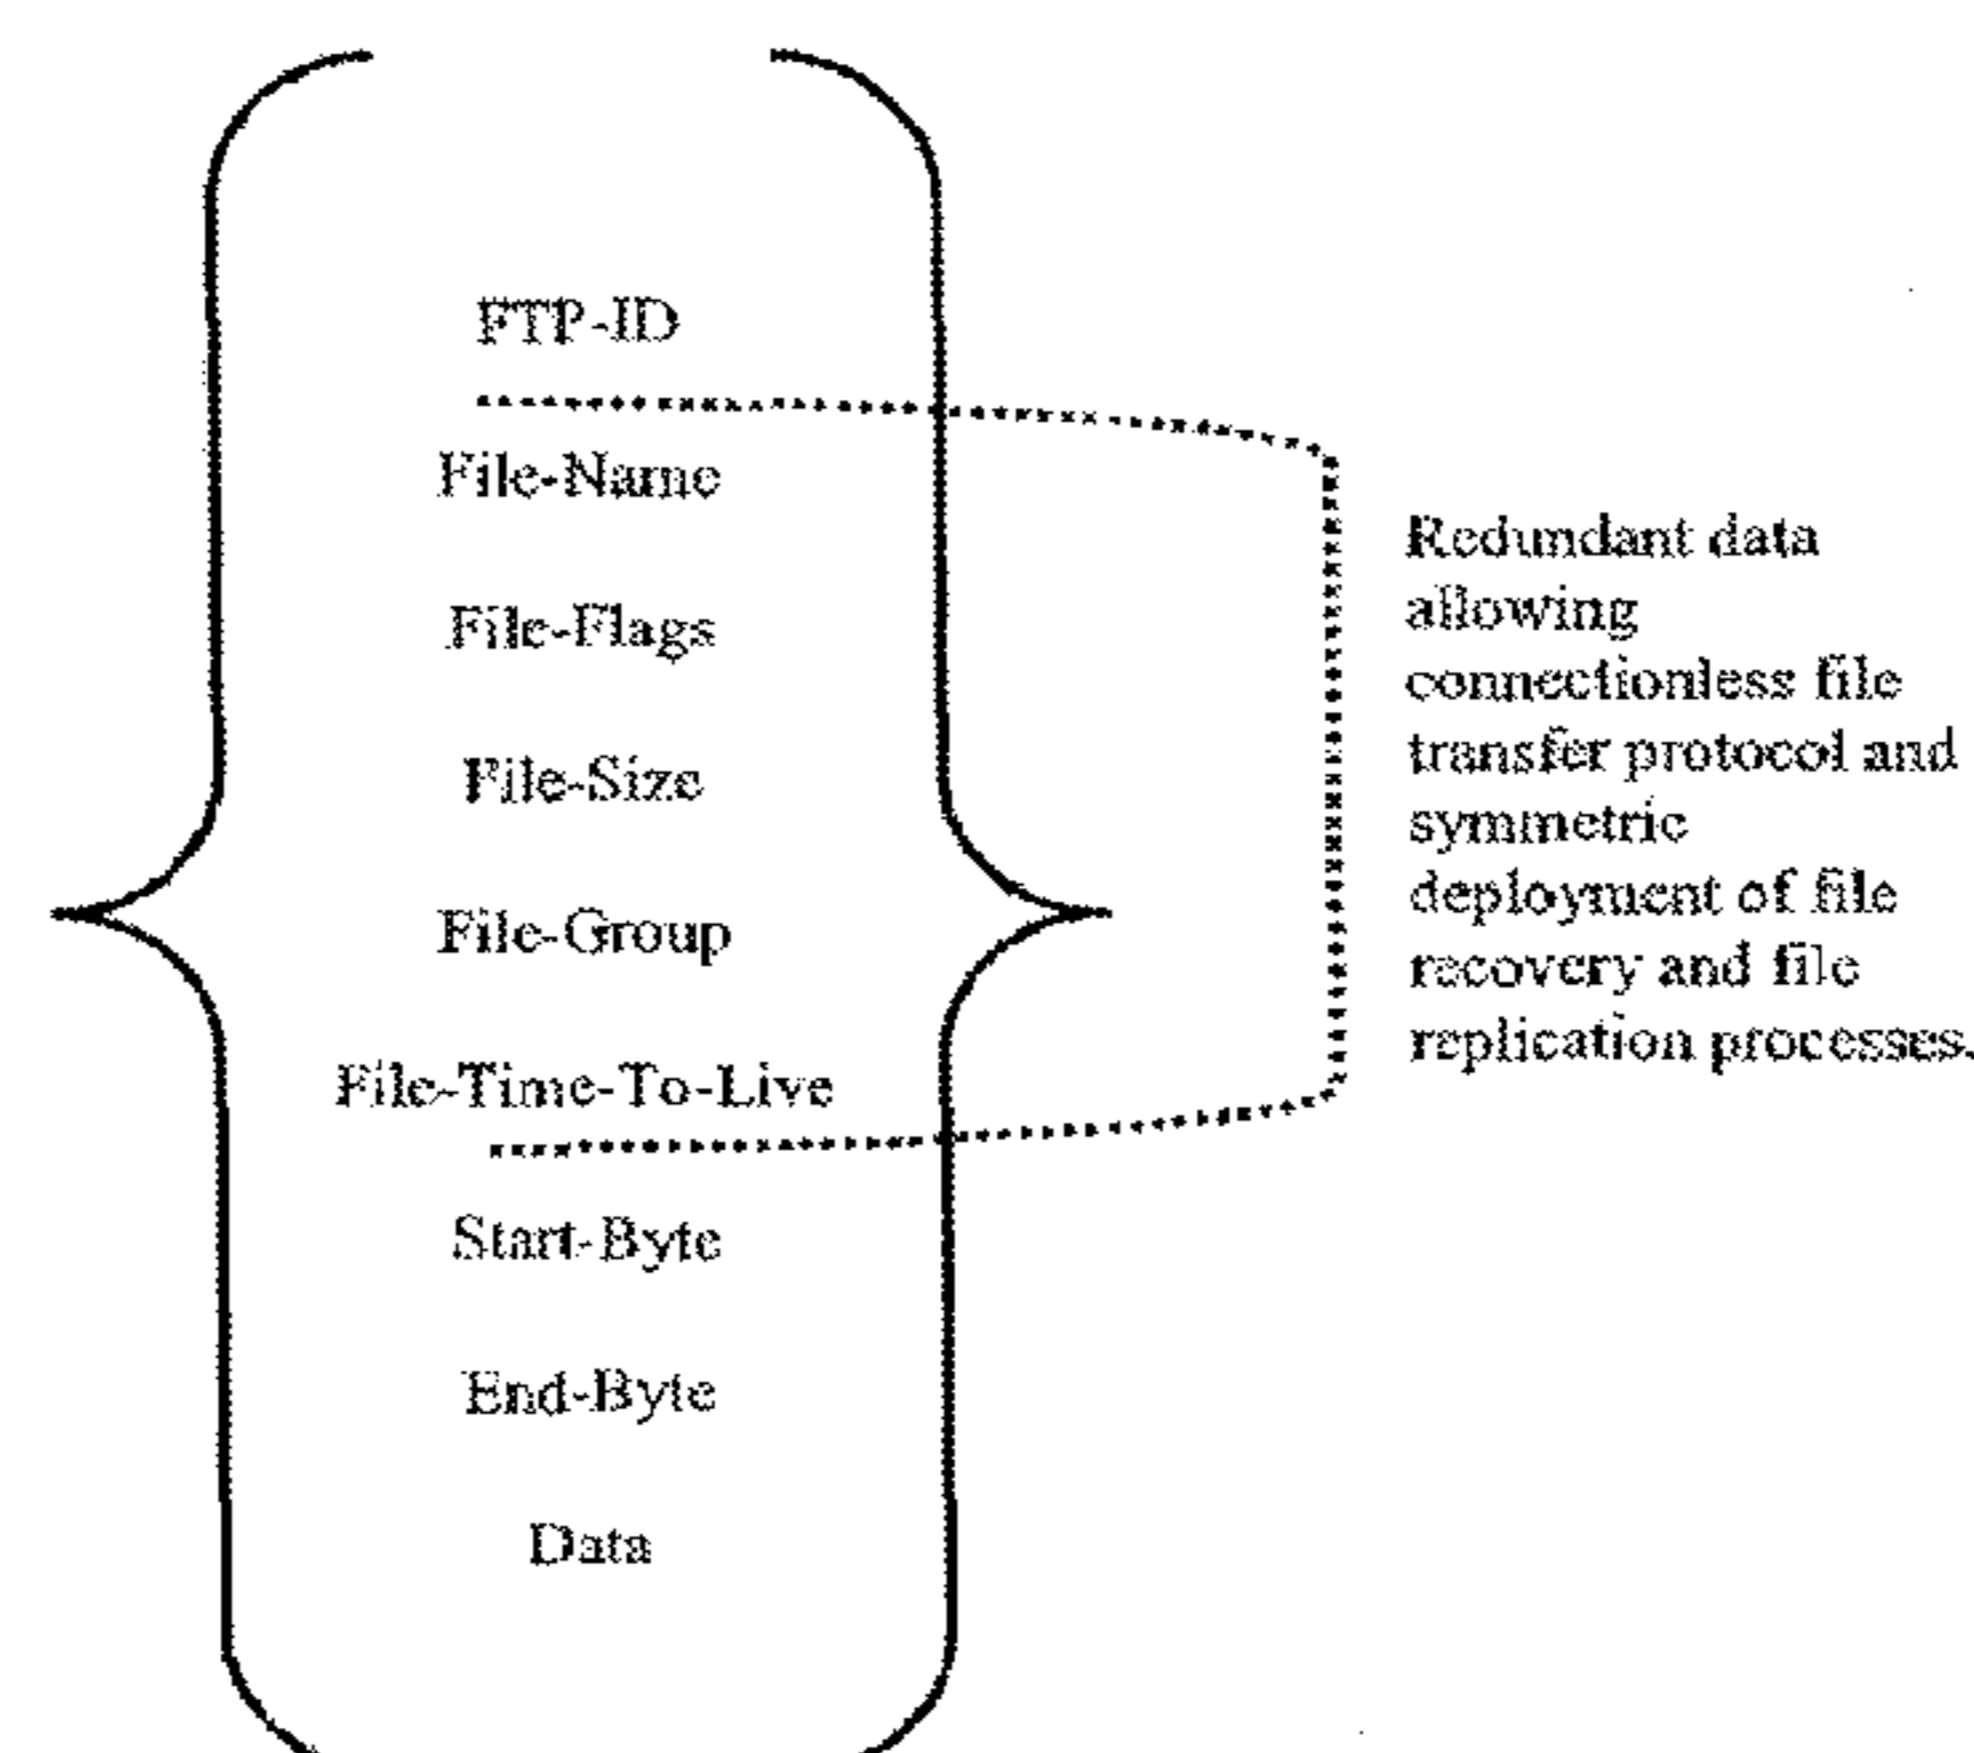 FTP-ID
File-Name
File-Flags
File-Size
File-Group
File-Time-To-Live
Start-Byte
End-Byte
Data
Redundant data
allowing
connectionless file
transfer protocol and
symmetric
deployment of file
recovery and file
replication processes.